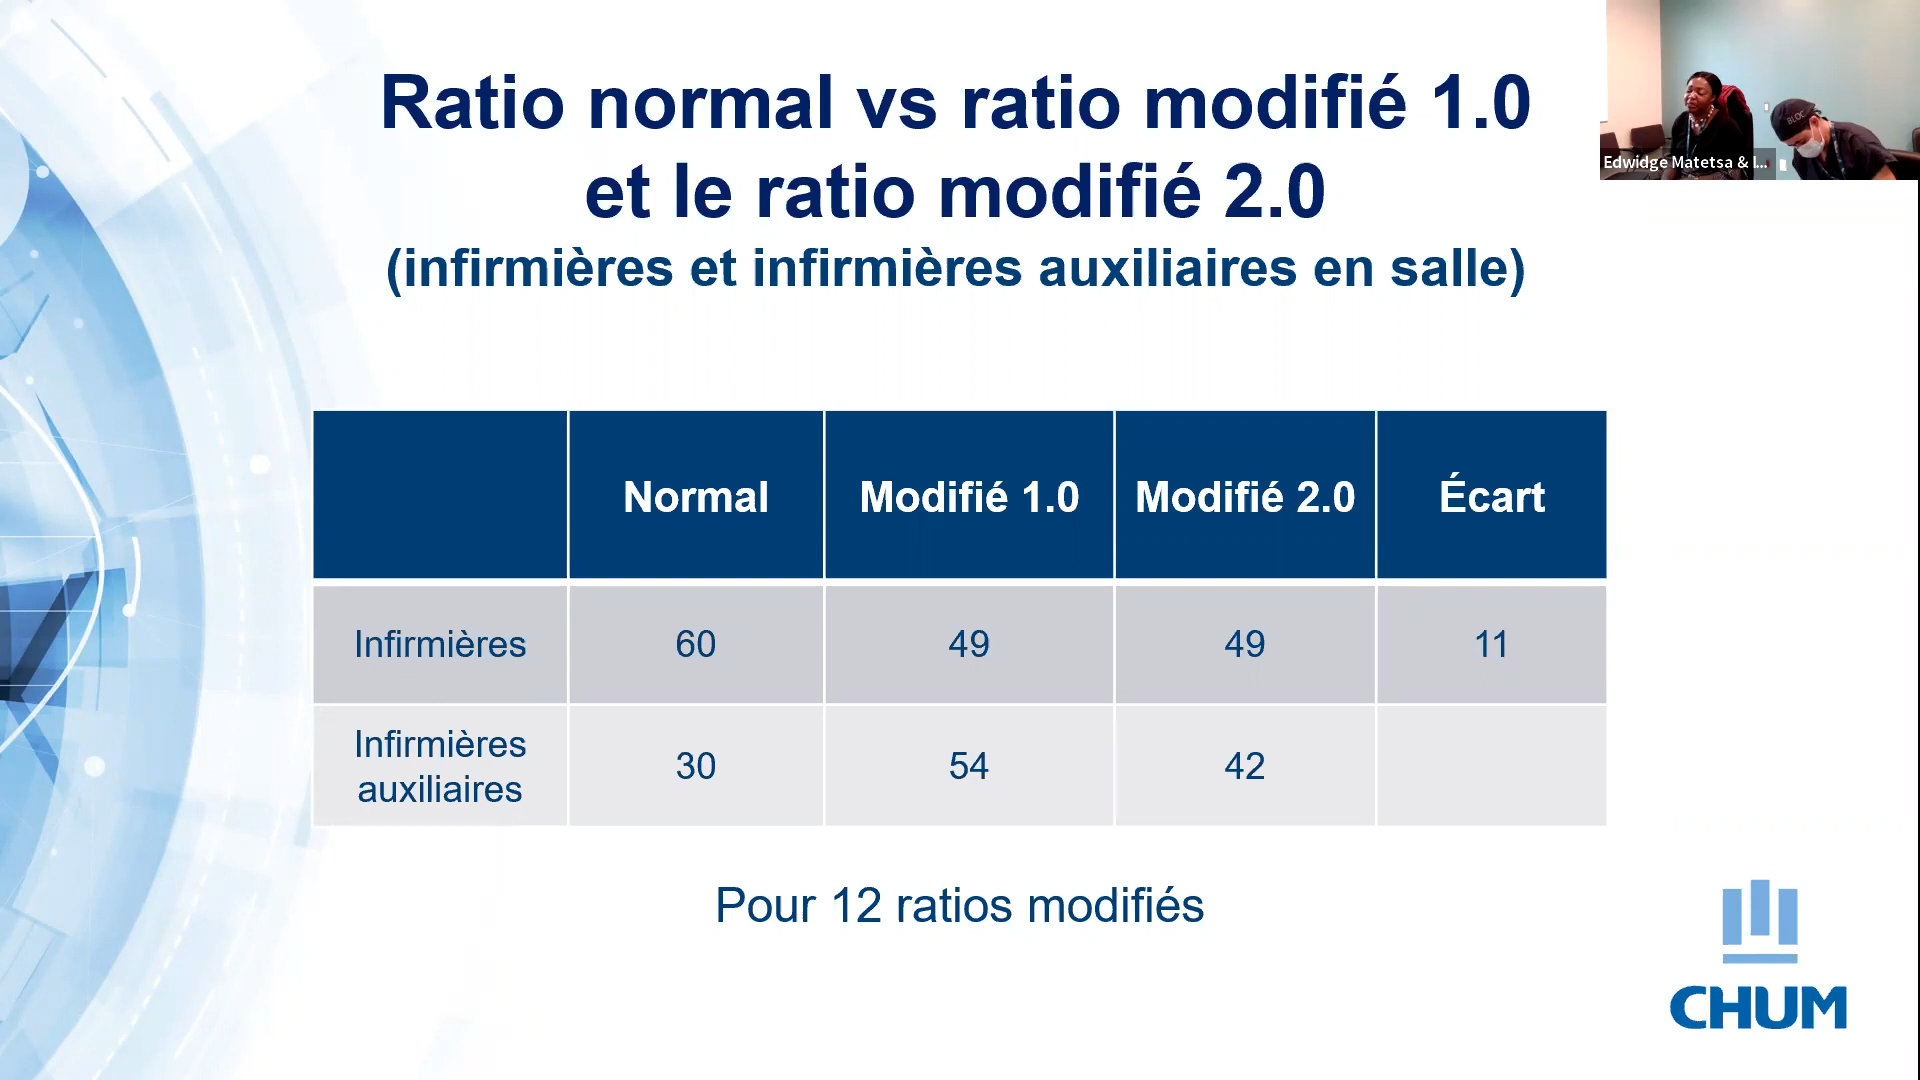 Ratio normal vs ratio modifié 1.0
et le ratio modifié 2.0
(infirmières et infirmières auxiliaires en salle)
Edwidge Matetsa & I...
BLOC
Normal
Modifié 1.0
Modifié 2.0
Écart
Infirmières
60
49
49
11
Infirmières
auxiliaires
30
54
42
Pour 12 ratios modifiés
CHUM